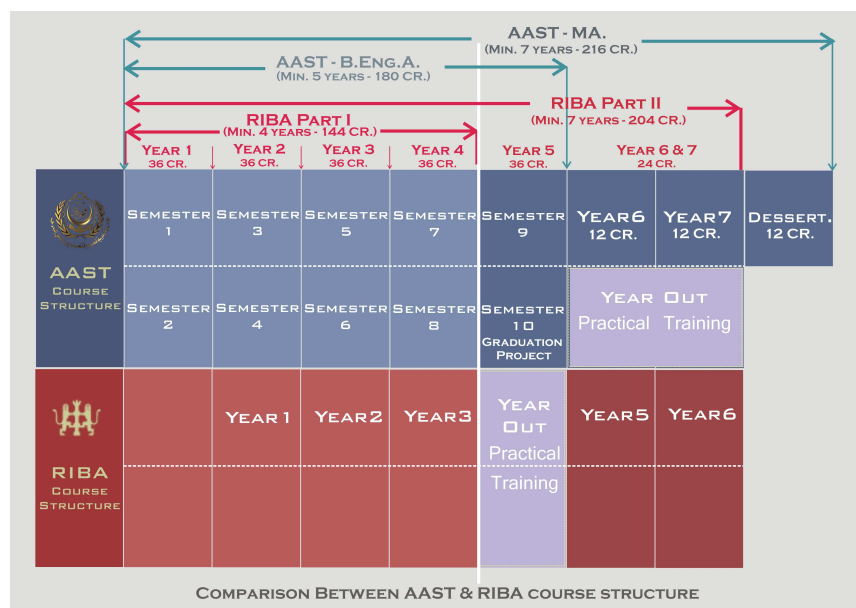 AAST - MA.
(Min. 7 years - 216 CR.)
AAST - B.Eng.A.
(Min. 5 years - 180 CR.)
RIBA Part II
(Min. 7 years - 204 CR.)
RIBA Part I
(Min. 4 years - 144 CR.)
Year 1
36 CR.
Year 2
36 CR.
Year 3
36 CR.
Year 4
36 CR.
Year 5
36 CR.
Year 6 & 7
24 CR.
AAST
Course
Structure
Semester
1
Semester
3
Semester
5
Semester
7
Semester
9
Year6
12 CR.
Year7
12 CR.
Dessert.
12 CR.
Semester
2
Semester
4
Semester
6
Semester
8
Semester
10
Graduation
Project
Year Out
Practical Training
RIBA
Course
Structure
Year1
Year2
Year3
Year
Out
Practical
Training
Year5
Year6
Comparison Between AAST & RIBA course structure